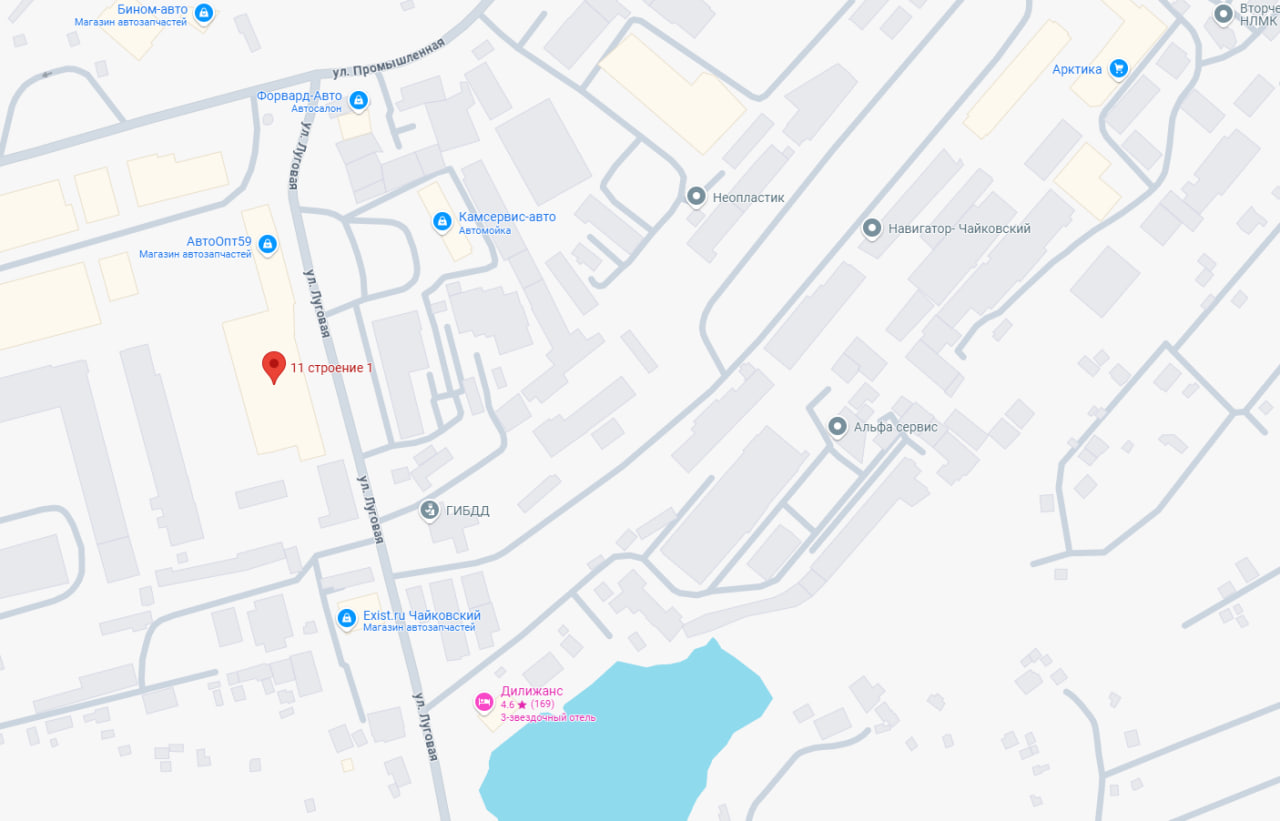 Бином-авто
Магазин автозапчастей
Вторче
НЛМК
ул. Промышленная
Арктика
Форвард-Авто
Автосалон
ул. Луговая
Неопластик
Камсервис-авто
Автомойка
Навигатор- Чайковский
АвтоОпт59
Магазин автозапчастей
ул. Луговая
11 строение 1
Альфа сервис
ул. Луговая
ГИБДД
Exist.ru Чайковский
Магазин автозапчастей
Дилижанс
4.6 ★ (169)
3-звездочный отель
ул. Луговая